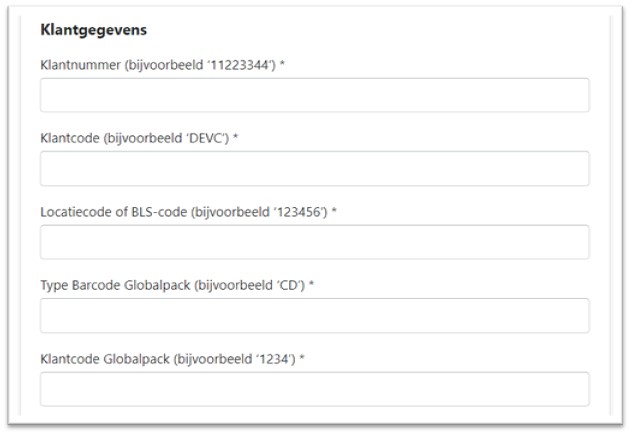 Klantgegevens
Klantnummer (bijvoorbeeld ‘11223344’) *
Klantcode (bijvoorbeeld ‘DEVC’) *
Locatiecode of BLS-code (bijvoorbeeld ‘123456’) *
Type Barcode Globalpack (bijvoorbeeld ‘CD’) *
Klantcode Globalpack (bijvoorbeeld ‘1234’) *